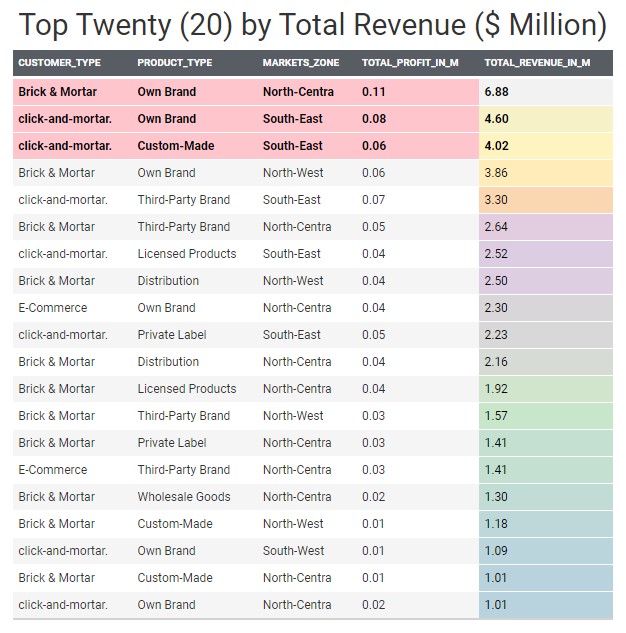 Top Twenty (20) by Total Revenue ($ Million)
CUSTOMER_TYPE PRODUCT_TYPE MARKETS_ZONE TOTAL_PROFIT_IN_M TOTAL_REVENUE_IN_M
Brick & Mortar Own Brand North-Centra 0.11 6.88
click-and-mortar. Own Brand South-East 0.08 4.60
click-and-mortar. Custom-Made South-East 0.06 4.02
Brick & Mortar Own Brand North-West 0.06 3.86
click-and-mortar. Third-Party Brand South-East 0.07 3.30
Brick & Mortar Third-Party Brand North-Centra 0.05 2.64
click-and-mortar. Licensed Products South-East 0.04 2.52
Brick & Mortar Distribution North-West 0.04 2.50
E-Commerce Own Brand North-Centra 0.04 2.30
click-and-mortar. Private Label South-East 0.05 2.23
Brick & Mortar Distribution North-Centra 0.04 2.16
Brick & Mortar Licensed Products North-Centra 0.04 1.92
Brick & Mortar Third-Party Brand North-West 0.03 1.57
Brick & Mortar Private Label North-Centra 0.03 1.41
E-Commerce Third-Party Brand North-Centra 0.03 1.41
Brick & Mortar Wholesale Goods North-Centra 0.02 1.30
Brick & Mortar Custom-Made North-West 0.01 1.18
click-and-mortar. Own Brand South-West 0.01 1.09
Brick & Mortar Custom-Made North-Centra 0.01 1.01
click-and-mortar. Own Brand North-Centra 0.02 1.01